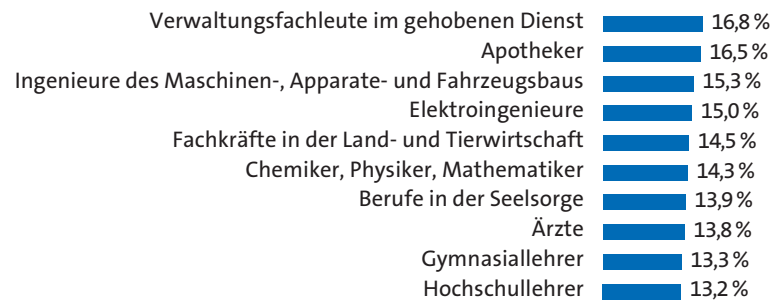 Verwaltungsfachleute im gehobenen Dienst 16,8 %
Apotheker 16,5 %
Ingenieure des Maschinen-, Apparate- und Fahrzeugsbaus 15,3 %
Elektroingenieure 15,0 %
Fachkräfte in der Land- und Tierwirtschaft 14,5 %
Chemiker, Physiker, Mathematiker 14,3 %
Berufe in der Seelsorge 13,9 %
Ärzte 13,8 %
Gymnasiallehrer 13,3 %
Hochschullehrer 13,2 %